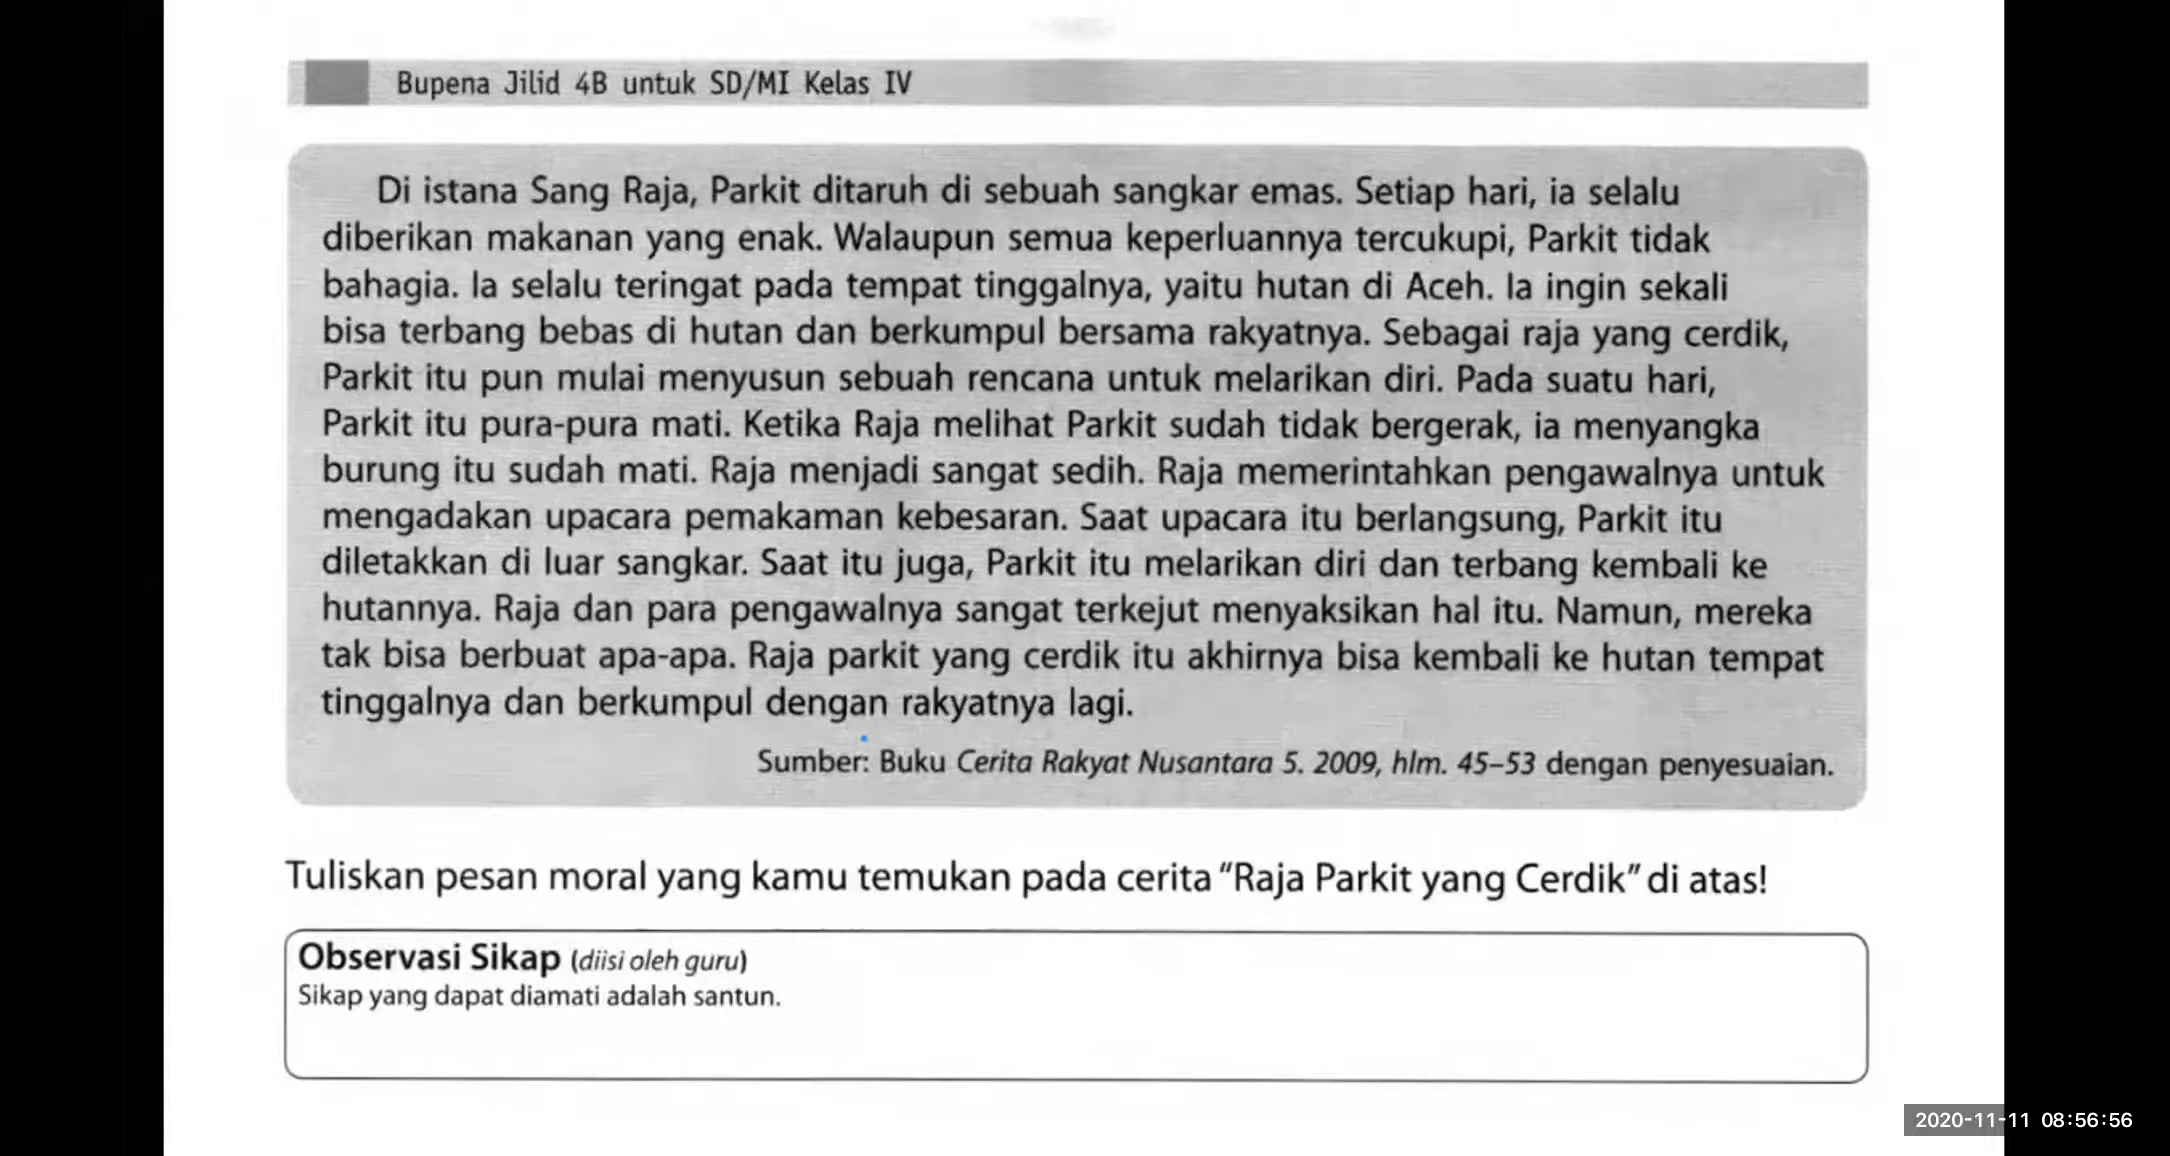 Bupena Jilid 4B untuk SD/MI Kelas IV
Di istana Sang Raja, Parkit ditaruh di sebuah sangkar emas. Setiap hari, ia selalu
diberikan makanan yang enak. Walaupun semua keperluannya tercukupi, Parkit tidak
bahagia. Ia selalu teringat pada tempat tinggalnya, yaitu hutan di Aceh. Ia ingin sekali
bisa terbang bebas di hutan dan berkumpul bersama rakyatnya. Sebagai raja yang cerdik,
Parkit itu pun mulai menyusun sebuah rencana untuk melarikan diri. Pada suatu hari,
Parkit itu pura-pura mati. Ketika Raja melihat Parkit sudah tidak bergerak, ia menyangka
burung itu sudah mati. Raja menjadi sangat sedih. Raja memerintahkan pengawalnya untuk
mengadakan upacara pemakaman kebesaran. Saat upacara itu berlangsung, Parkit itu
diletakkan di luar sangkar. Saat itu juga, Parkit itu melarikan diri dan terbang kembali ke
hutannya. Raja dan para pengawalnya sangat terkejut menyaksikan hal itu. Namun, mereka
tak bisa berbuat apa-apa. Raja parkit yang cerdik itu akhirnya bisa kembali ke hutan tempat
tinggalnya dan berkumpul dengan rakyatnya lagi.
Sumber: Buku Cerita Rakyat Nusantara 5. 2009, hlm. 45–53 dengan penyesuaian.
Tuliskan pesan moral yang kamu temukan pada cerita “Raja Parkit yang Cerdik” di atas!
Observasi Sikap (diisi oleh guru)
Sikap yang dapat diamati adalah santun.
2020-11-11 08:56:56